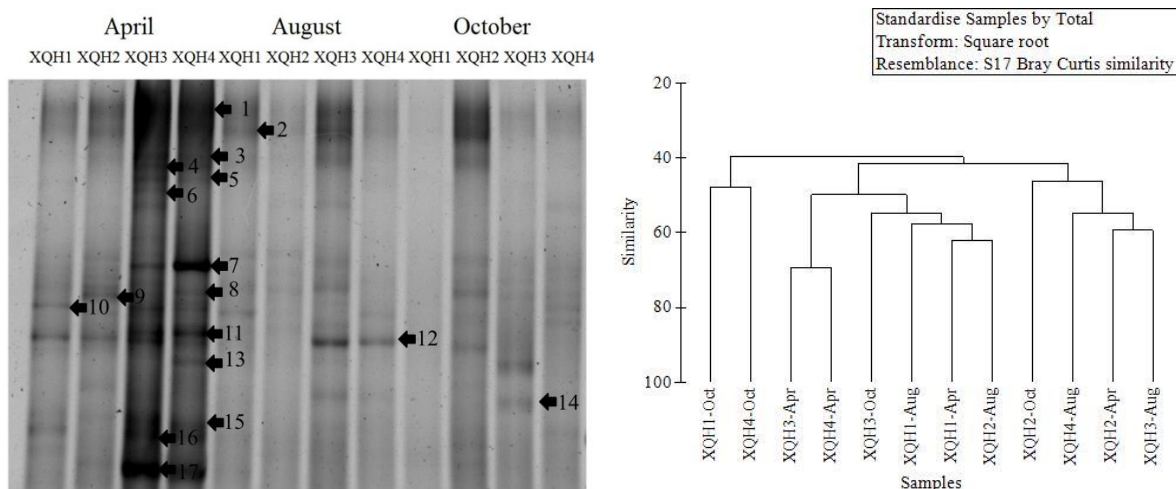 April August October
XQH1 XQH2 XQH3 XQH4 XQH1 XQH2 XQH3 XQH4 XQH1 XQH2 XQH3 XQH4
1
2
3
4
5
6
7
8
9
10
11
12
13
14
15
16
17
Standardise Samples by Total
Transform: Square root
Resemblance: S17 Bray Curtis similarity
20
40
60
80
100
Similarity
XQH1-Oct
XQH4-Oct
XQH3-Apr
XQH4-Apr
XQH3-Oct
XQH1-Aug
XQH1-Apr
XQH2-Aug
XQH2-Oct
XQH4-Aug
XQH2-Apr
XQH3-Aug
Samples